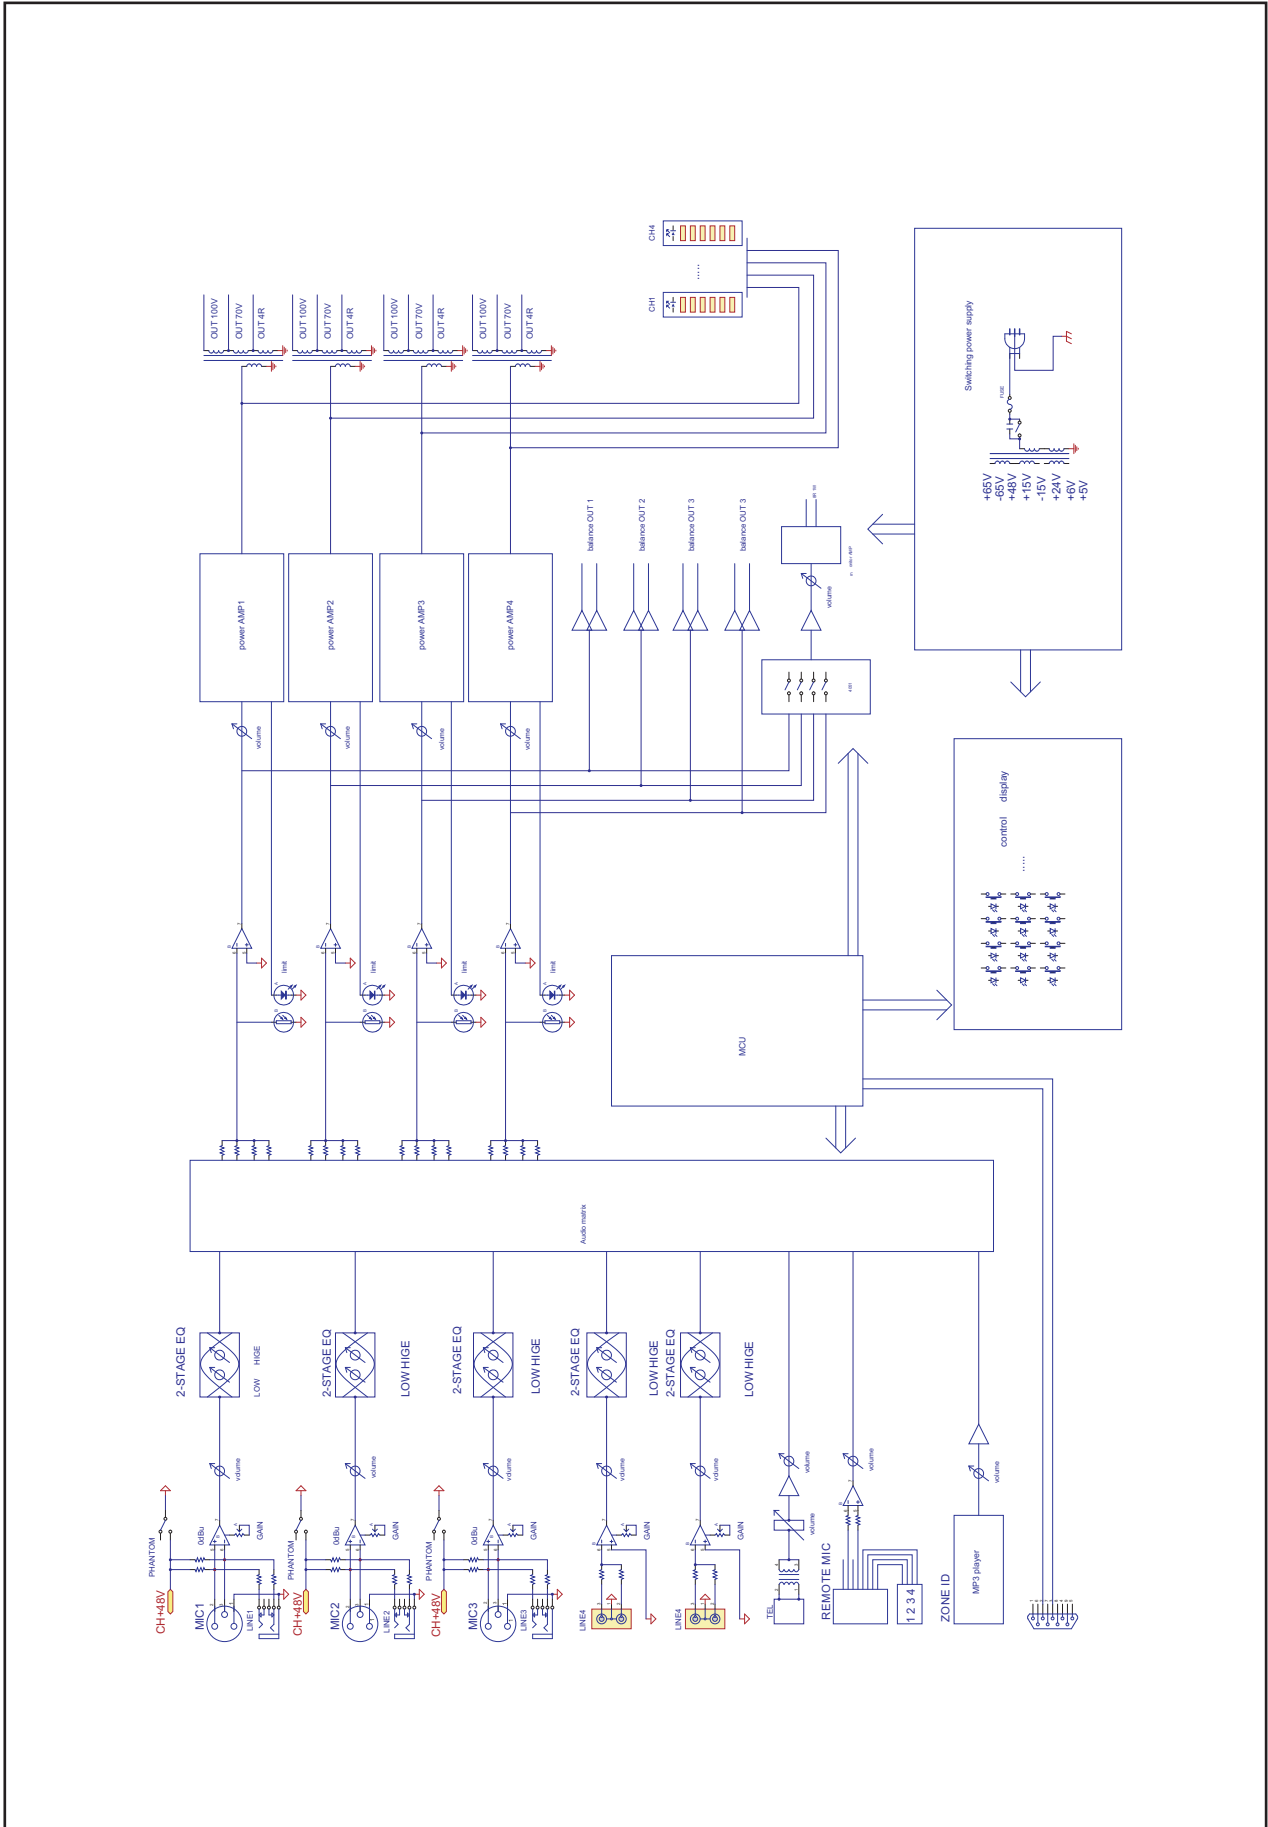 CH+48V
PHANTOM
MIC1
LINE1
0dBu
GAIN
volume
2-STAGE EQ
LOW HIGE
CH+48V
PHANTOM
MIC2
LINE2
0dBu
GAIN
volume
2-STAGE EQ
LOW HIGE
CH+48V
PHANTOM
MIC3
LINE3
0dBu
GAIN
volume
2-STAGE EQ
LOW HIGE
LINE4
GAIN
volume
2-STAGE EQ
LOW HIGE
LINE4
GAIN
volume
2-STAGE EQ
LOW HIGE
TEL
volume
volume
REMOTE MIC
1 2 3 4
ZONE ID
volume
MP3 player
volume
Audio matrix
MCU
limit
limit
limit
limit
volume
volume
volume
volume
power AMP1
power AMP2
power AMP3
power AMP4
OUT 100V
OUT 70V
OUT 4R
OUT 100V
OUT 70V
OUT 4R
OUT 100V
OUT 70V
OUT 4R
OUT 100V
OUT 70V
OUT 4R
balance OUT 1
balance OUT 2
balance OUT 3
balance OUT 3
volume
CH1
.....
CH4
control display
.....
Switching power supply
FUSE
+65V
-65V
+48V
+15V
-15V
+24V
+6V
+5V